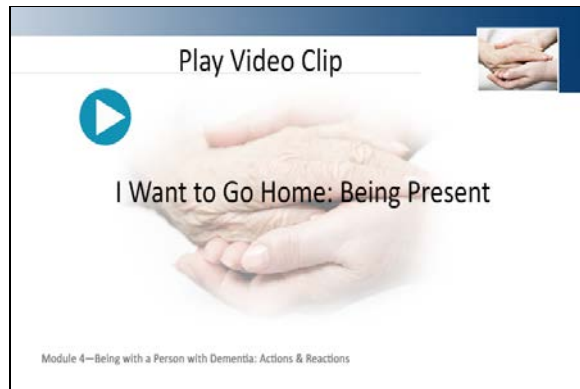 Play Video Clip
I Want to Go Home: Being Present
Module 4—Being with a Person with Dementia: Actions & Reactions